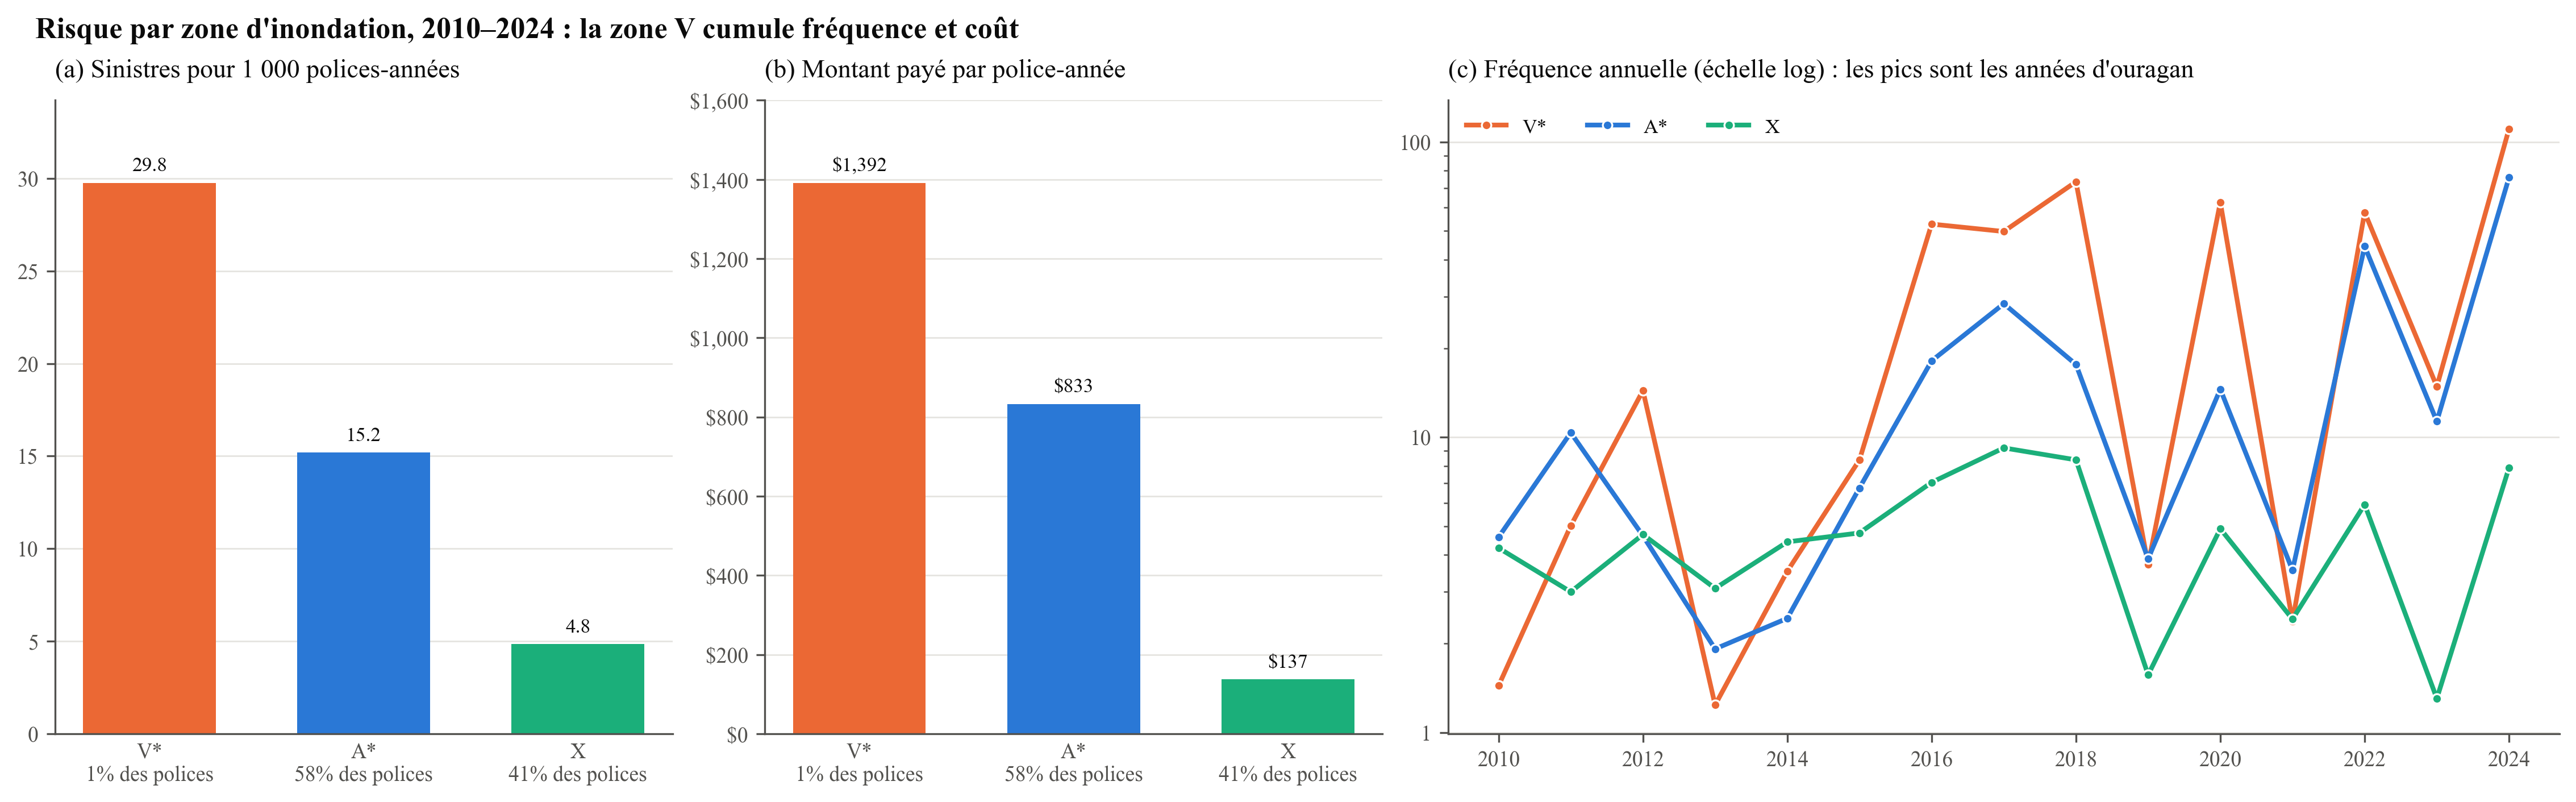 Risque par zone d'inondation, 2010–2024 : la zone V cumule fréquence et coût
(a) Sinistres pour 1 000 polices-années
30
25
20
15
10
5
0
29.8
15.2
4.8
V*
1% des polices
A*
58% des polices
X
41% des polices
(b) Montant payé par police-année
$1,600
$1,400
$1,200
$1,000
$800
$600
$400
$200
$0
$1,392
$833
$137
V*
1% des polices
A*
58% des polices
X
41% des polices
(c) Fréquence annuelle (échelle log) : les pics sont les années d'ouragan
V* A* X
100
10
1
2010 2012 2014 2016 2018 2020 2022 2024